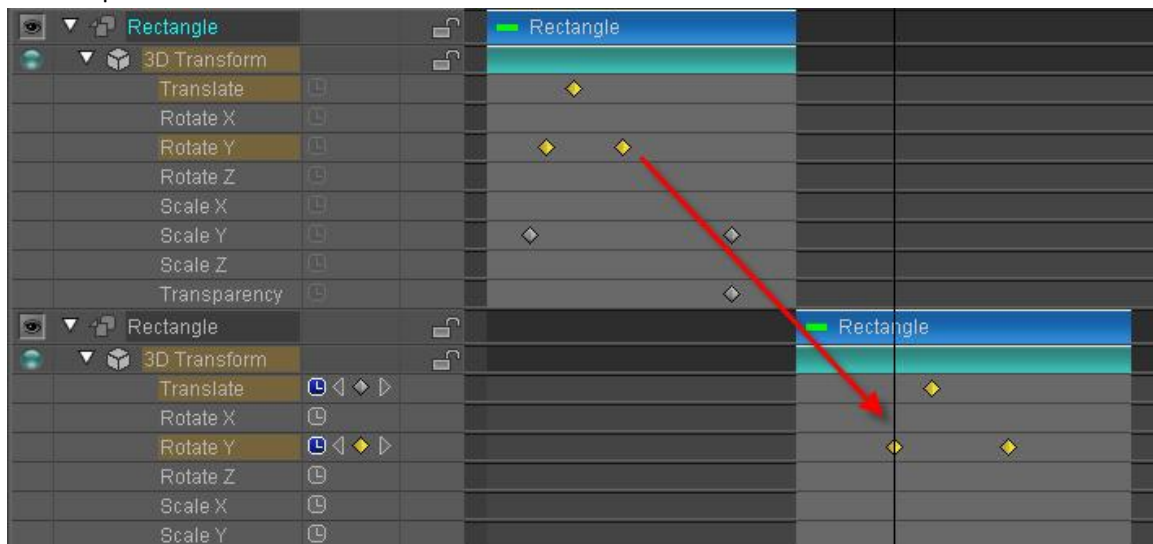 Rectangle Rectangle
3D Transform
Translate
Rotate X
Rotate Y
Rotate Z
Scale X
Scale Y
Scale Z
Transparency
Rectangle Rectangle
3D Transform
Translate
Rotate X
Rotate Y
Rotate Z
Scale X
Scale Y